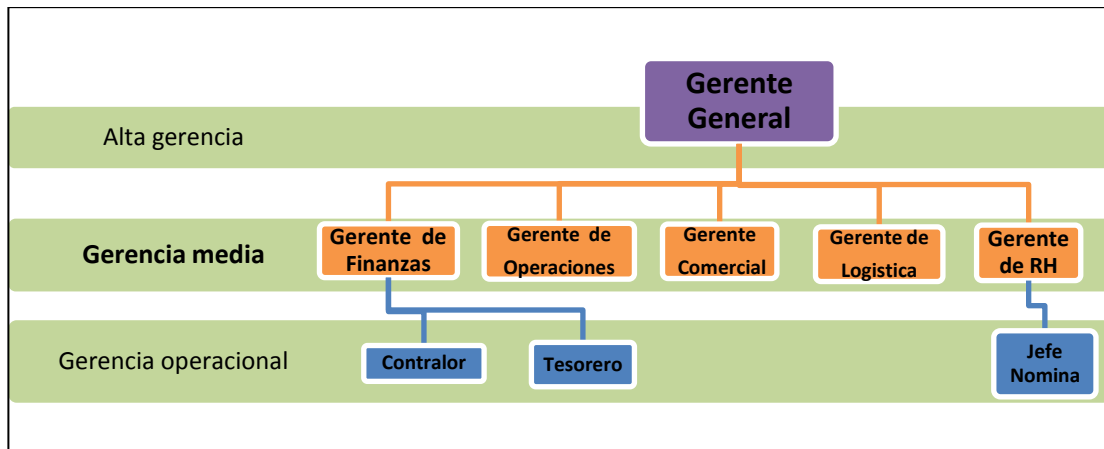 Gerente
General
Alta gerencia
Gerencia media
Gerente de
Finanzas
Gerente de
Operaciones
Gerente
Comercial
Gerente de
Logistica
Gerente
de RH
Gerencia operacional
Contralor
Tesorero
Jefe
Nomina